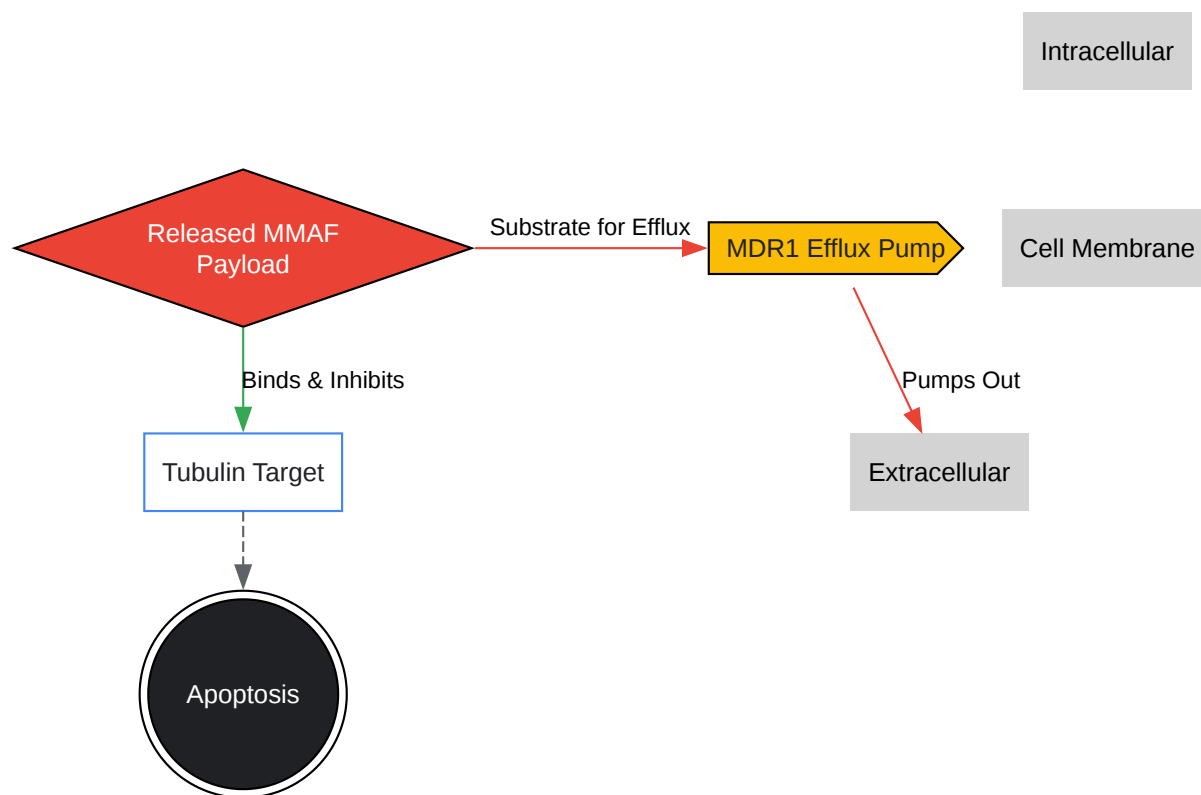 Intracellular
Released MMAF
Payload
Substrate for Efflux
MDR1 Efflux Pump
Cell Membrane
Binds & Inhibits
Pumps Out
Tubulin Target
Extracellular
Apoptosis